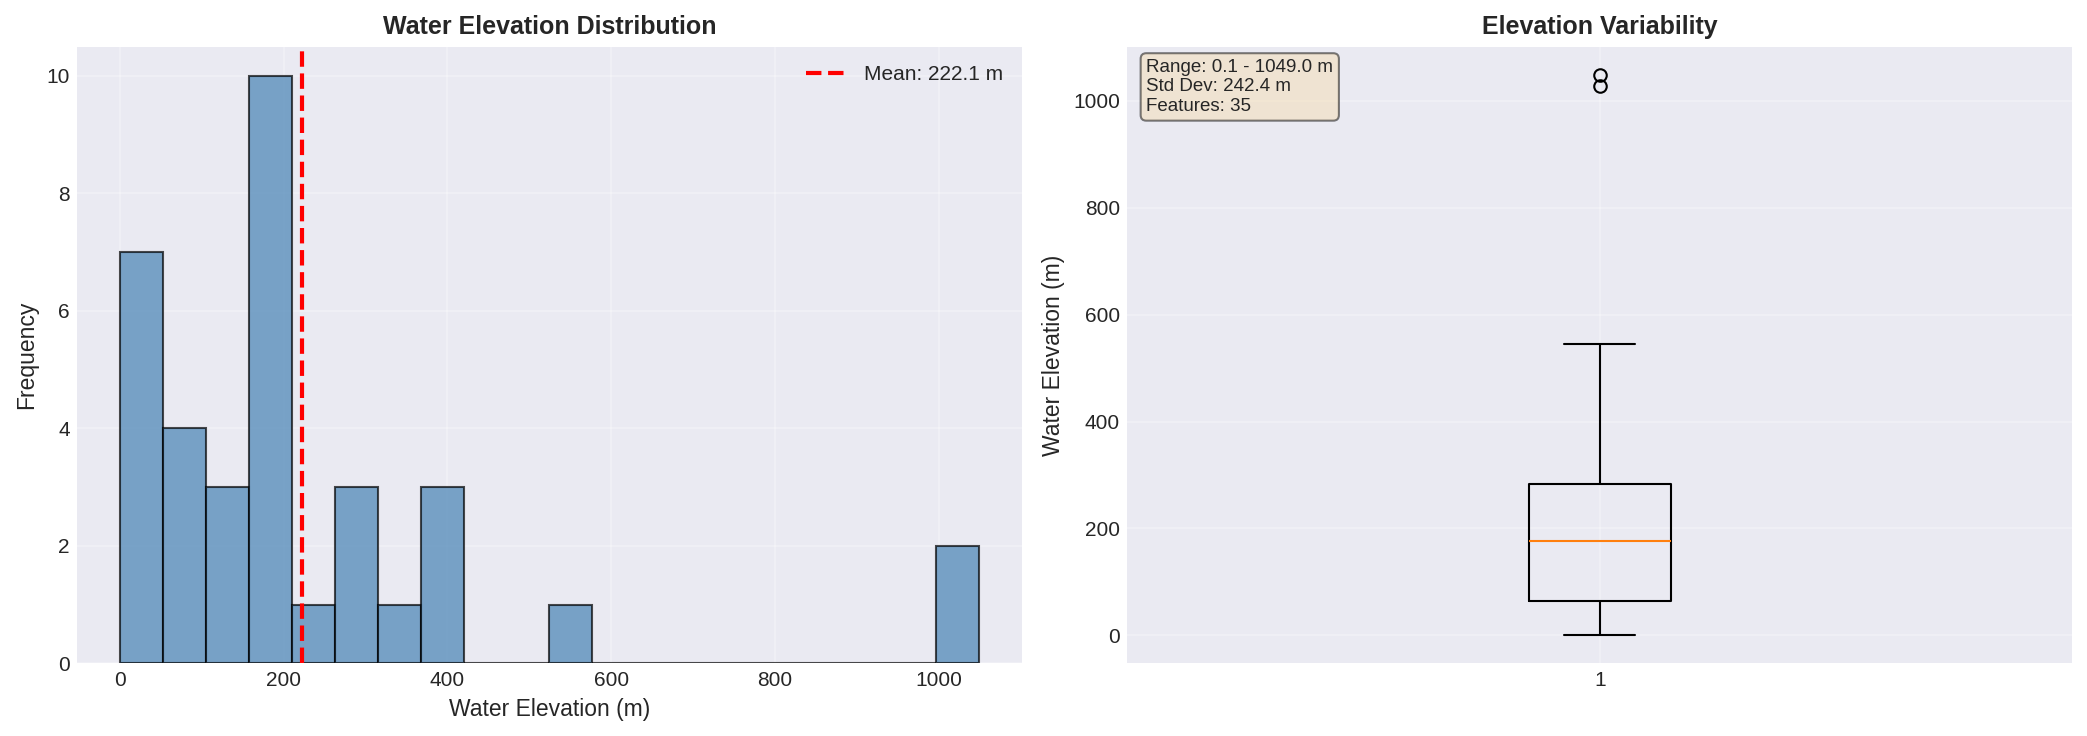 Water Elevation Distribution
Mean: 222.1 m
Frequency
10
8
6
4
2
0
0 200 400 600 800 1000
Water Elevation (m)
Elevation Variability
Range: 0.1 - 1049.0 m
Std Dev: 242.4 m
Features: 35
Water Elevation (m)
1000
800
600
400
200
0
1